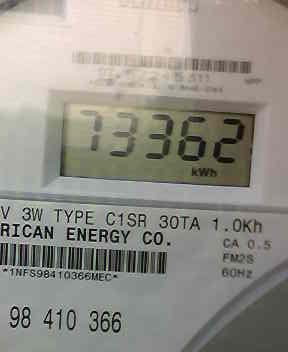 73362
kWh
V 3W TYPE C1SR 30TA 1.0Kh
RICAN ENERGY CO.
CA 0.5
FM2S
60Hz
*1NFS98410366MEC*
98 410 366